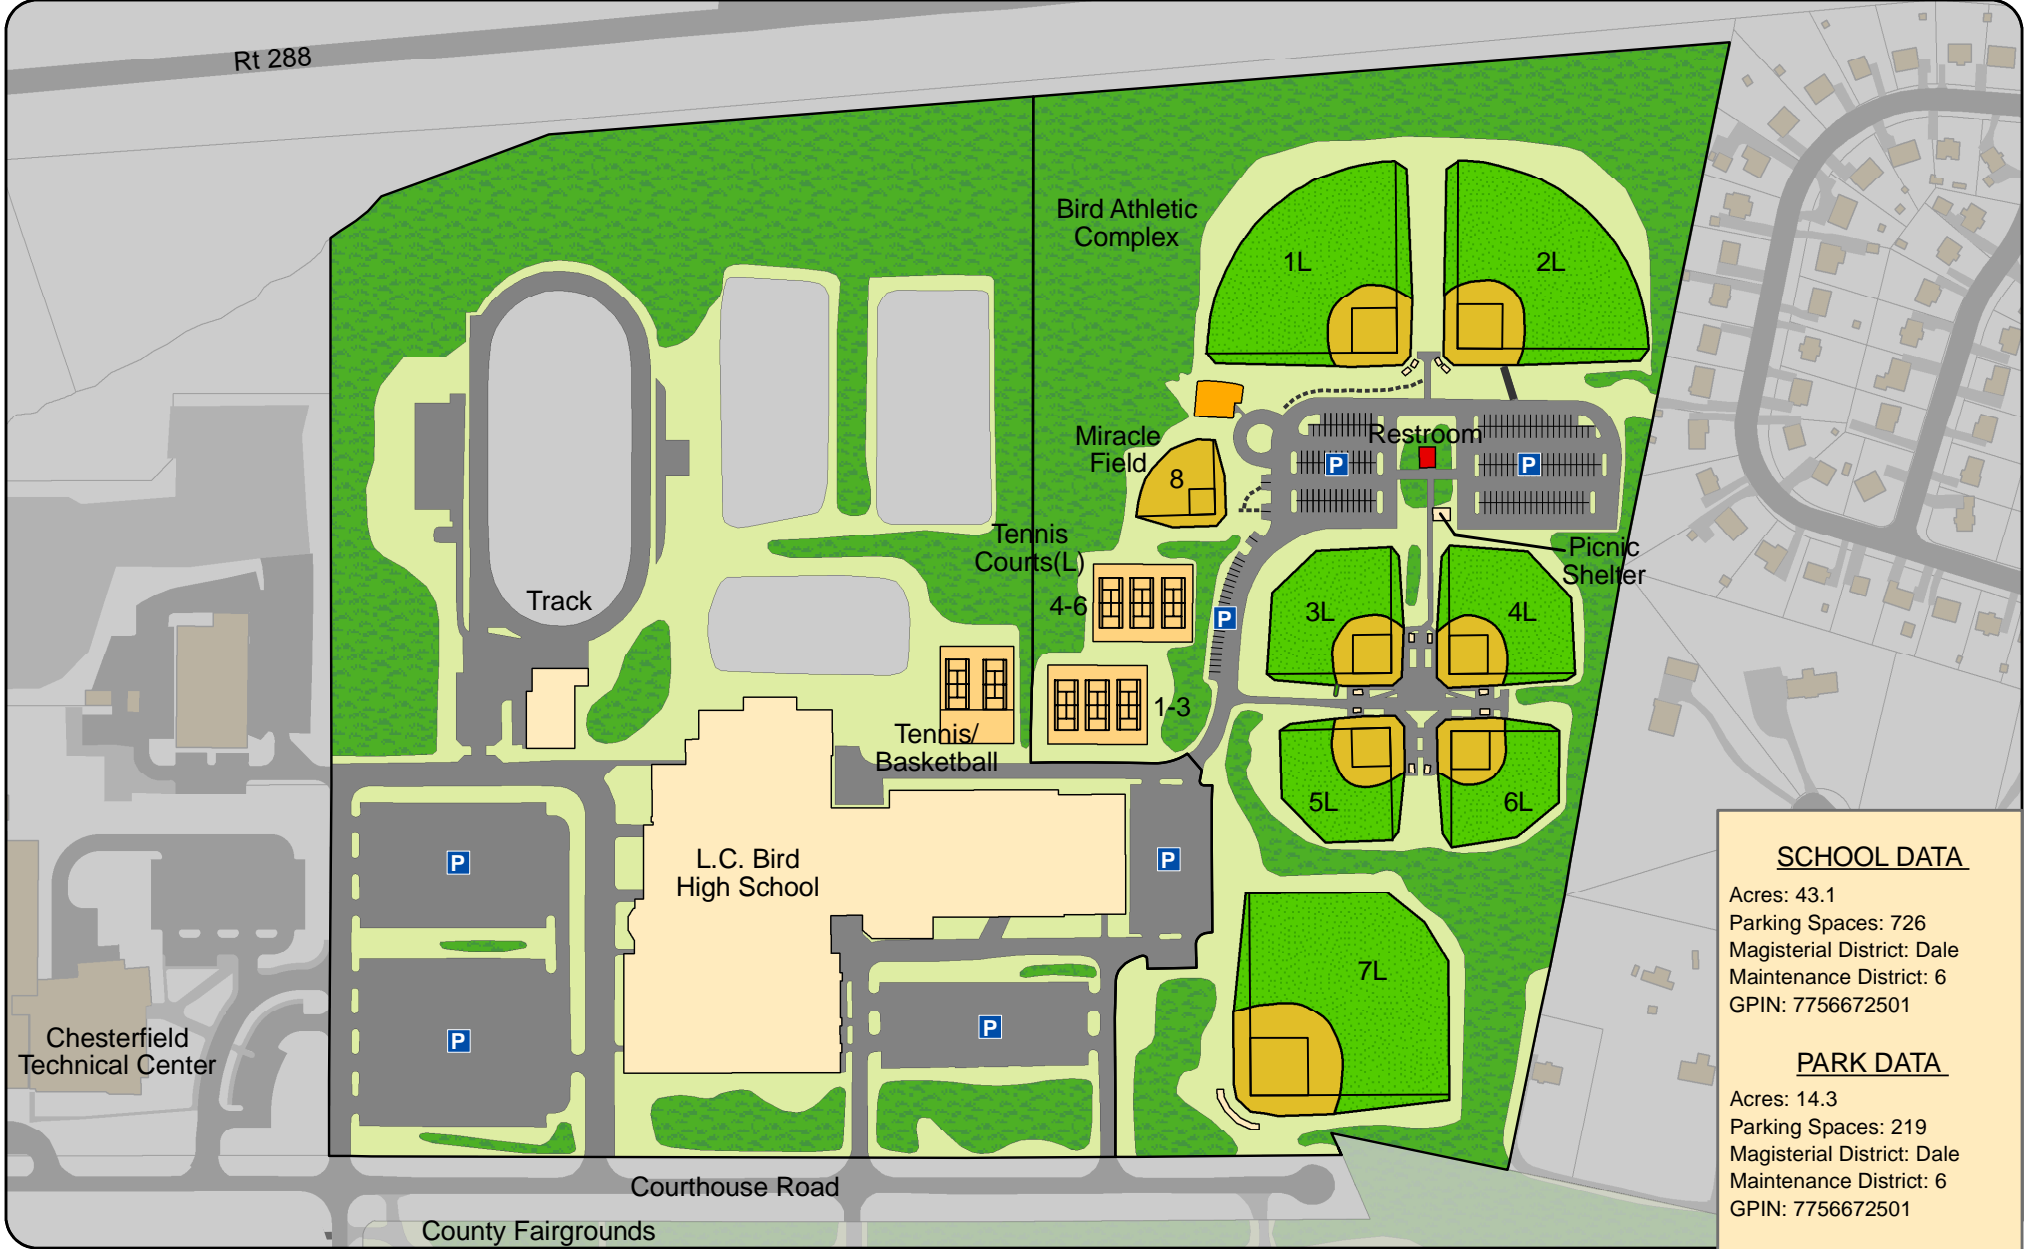 Rt 288
Bird Athletic
Complex
1L
2L
Miracle
Field
8
Restroom
P
P
Tennis
Courts(L)
4-6
Picnic
Shelter
Track
P
3L
4L
1-3
Tennis/
Basketball
5L
6L
L.C. Bird
High School
P
P
7L
P
P
Chesterfield
Technical Center
Courthouse Road
County Fairgrounds
SCHOOL DATA
Acres: 43.1
Parking Spaces: 726
Magisterial District: Dale
Maintenance District: 6
GPIN: 7756672501
PARK DATA
Acres: 14.3
Parking Spaces: 219
Magisterial District: Dale
Maintenance District: 6
GPIN: 7756672501